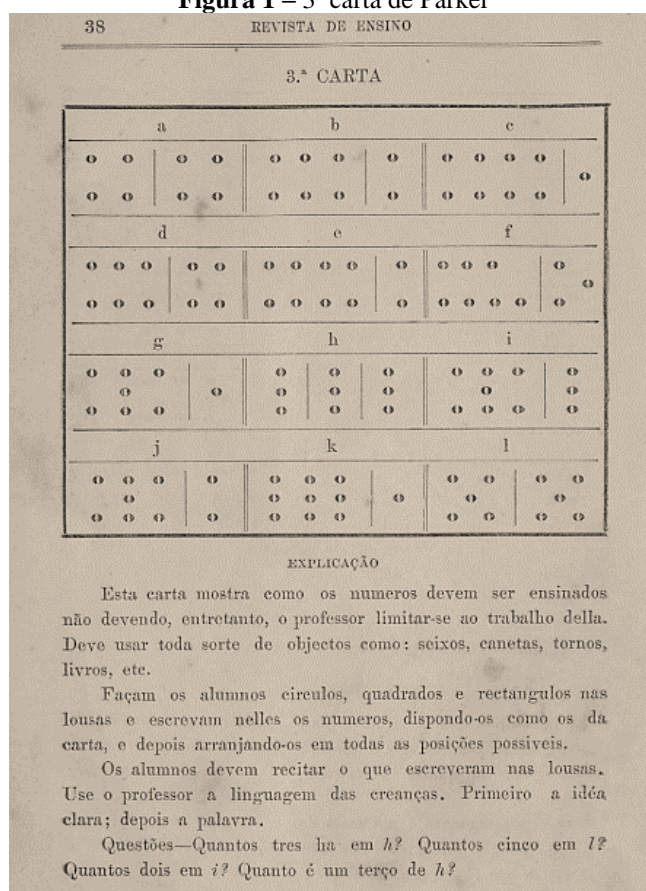 Figura 1 – 3ª carta de Parker
38 REVISTA DE ENSINO
3.ª CARTA
a b c
d e f
g h i
j k l
EXPLICAÇÃO
Esta carta mostra como os numeros devem ser ensinados
não devendo, entretanto, o professor limitar-se ao trabalho della.
Deve usar toda sorte de objectos como: seixos, canetas, tornos,
livros, etc.
Façam os alumnos circulos, quadrados e rectangulos nas
lousas e escrevam nelles os numeros, dispondo-os como os da
carta, e depois arranjando-os em todas as posições possiveis.
Os alumnos devem recitar o que escreveram nas lousas.
Use o professor a linguagem das creanças. Primeiro a idéa
clara; depois a palavra.
Questões—Quantos tres ha em h? Quantos cinco em l?
Quantos dois em i? Quanto é um terço de h?